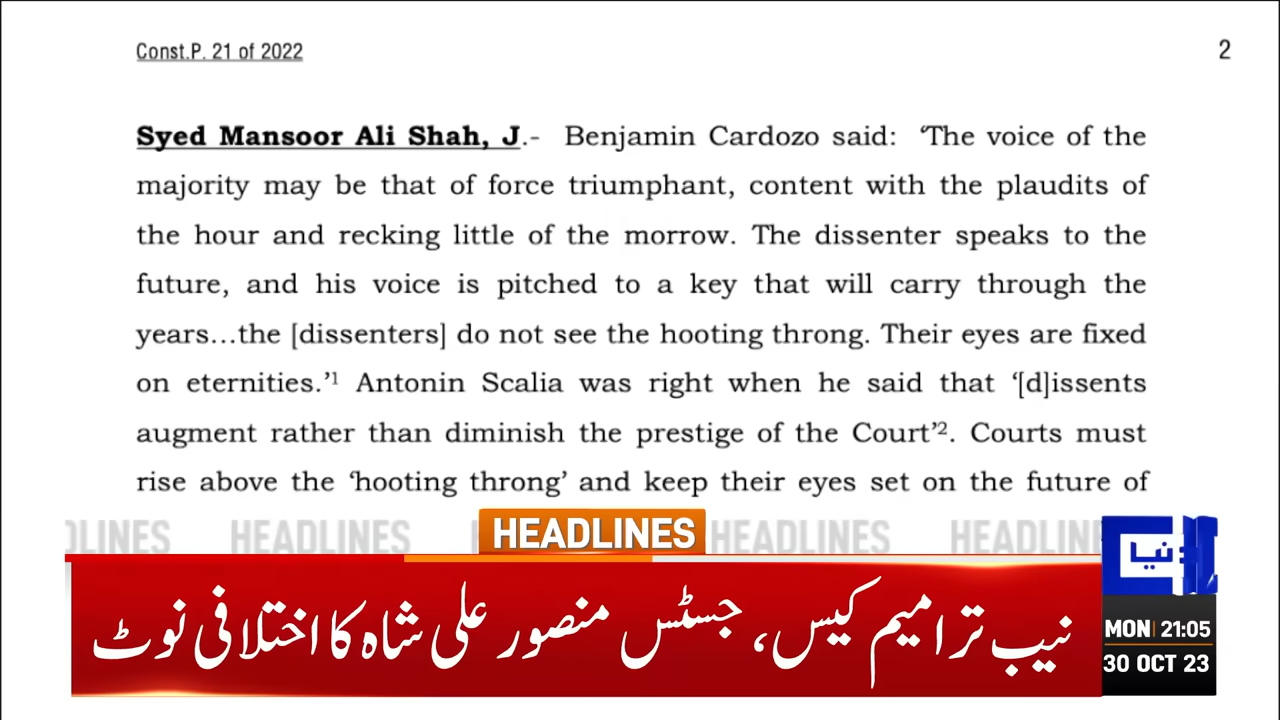 Const.P. 21 of 2022
2
Syed Mansoor Ali Shah, J.- Benjamin Cardozo said: ‘The voice of the
majority may be that of force triumphant, content with the plaudits of
the hour and recking little of the morrow. The dissenter speaks to the
future, and his voice is pitched to a key that will carry through the
years…the [dissenters] do not see the hooting throng. Their eyes are fixed
on eternities.’1 Antonin Scalia was right when he said that ‘[d]issents
augment rather than diminish the prestige of the Court’2. Courts must
rise above the ‘hooting throng’ and keep their eyes set on the future of
DLINES HEADLINES HEADLINES HEADLIN
HEADLINES
نیب ترامیم کیس، جسٹس منصور علی شاہ کا اختلافی نوٹ
دنیا
MON 21:05
30 OCT 23